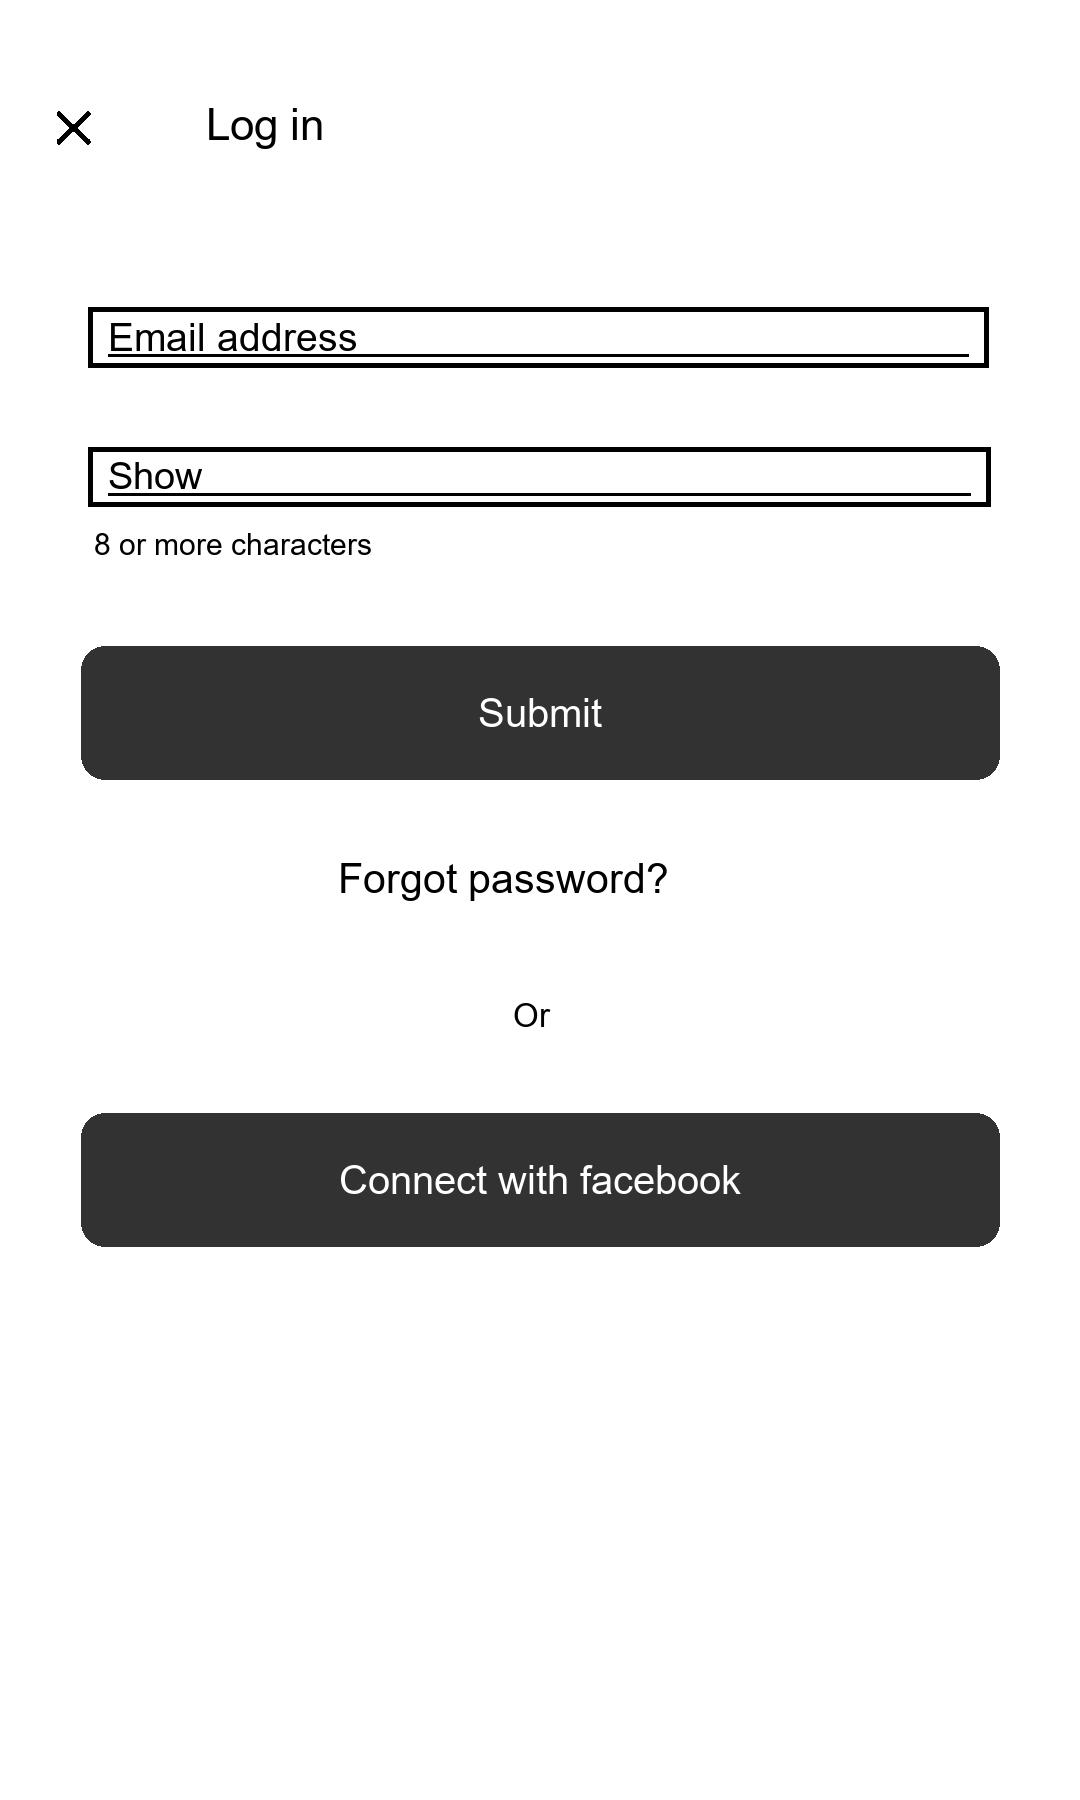 Log in
Email address
Show
8 or more characters
Submit
Forgot password?
Or
Connect with facebook